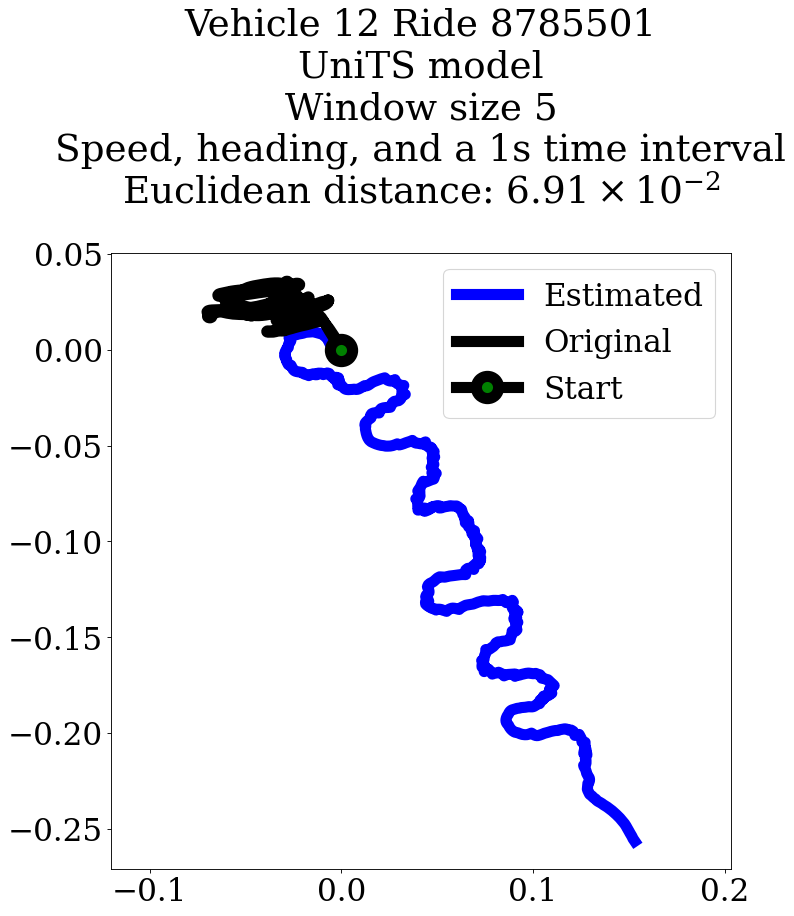 Vehicle 12 Ride 8785501
UniTS model
Window size 5
Speed, heading, and a 1s time interval
Euclidean distance: 6.91 × 10⁻²
0.05
0.00
−0.05
−0.10
−0.15
−0.20
−0.25
Estimated
Original
Start
−0.1
0.0
0.1
0.2